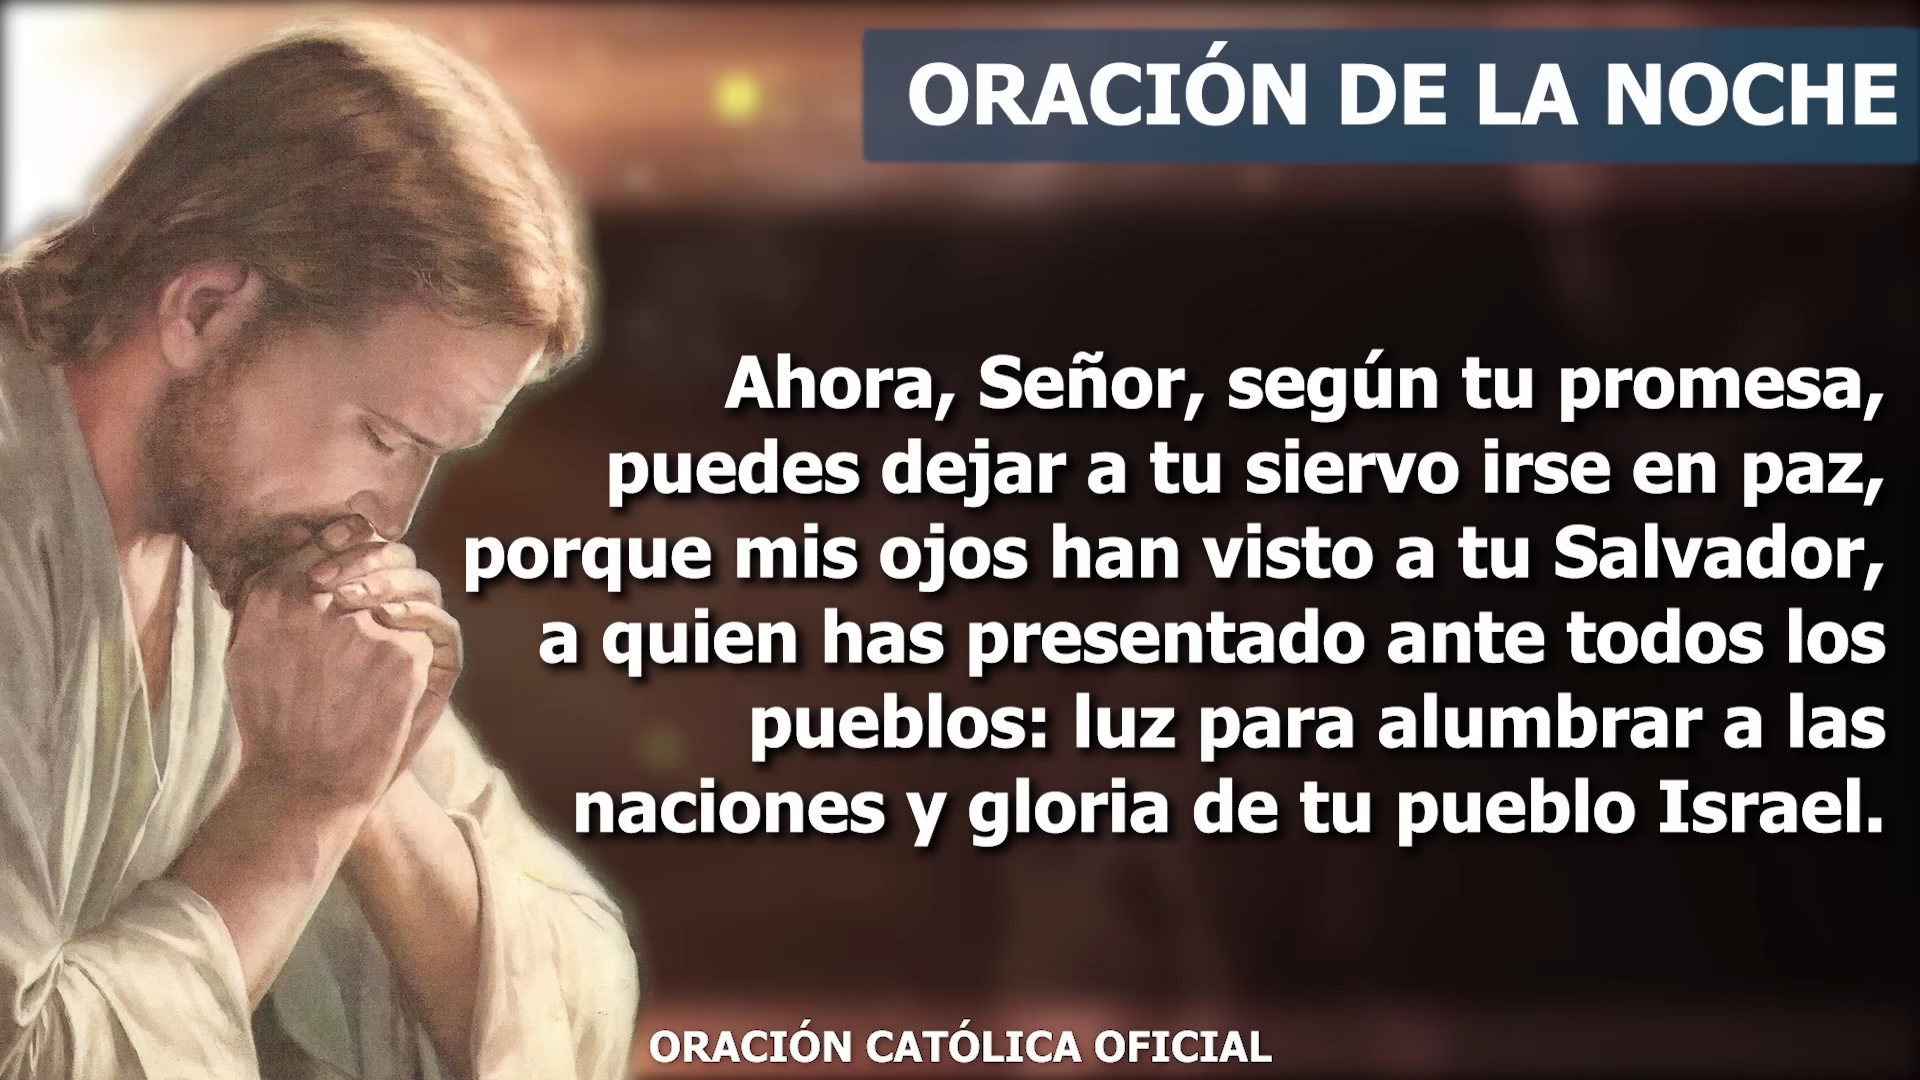 ORACIÓN DE LA NOCHE
Ahora, Señor, según tu promesa,
puedes dejar a tu siervo irse en paz,
porque mis ojos han visto a tu Salvador,
a quien has presentado ante todos los
pueblos: luz para alumbrar a las
naciones y gloria de tu pueblo Israel.
ORACIÓN CATÓLICA OFICIAL